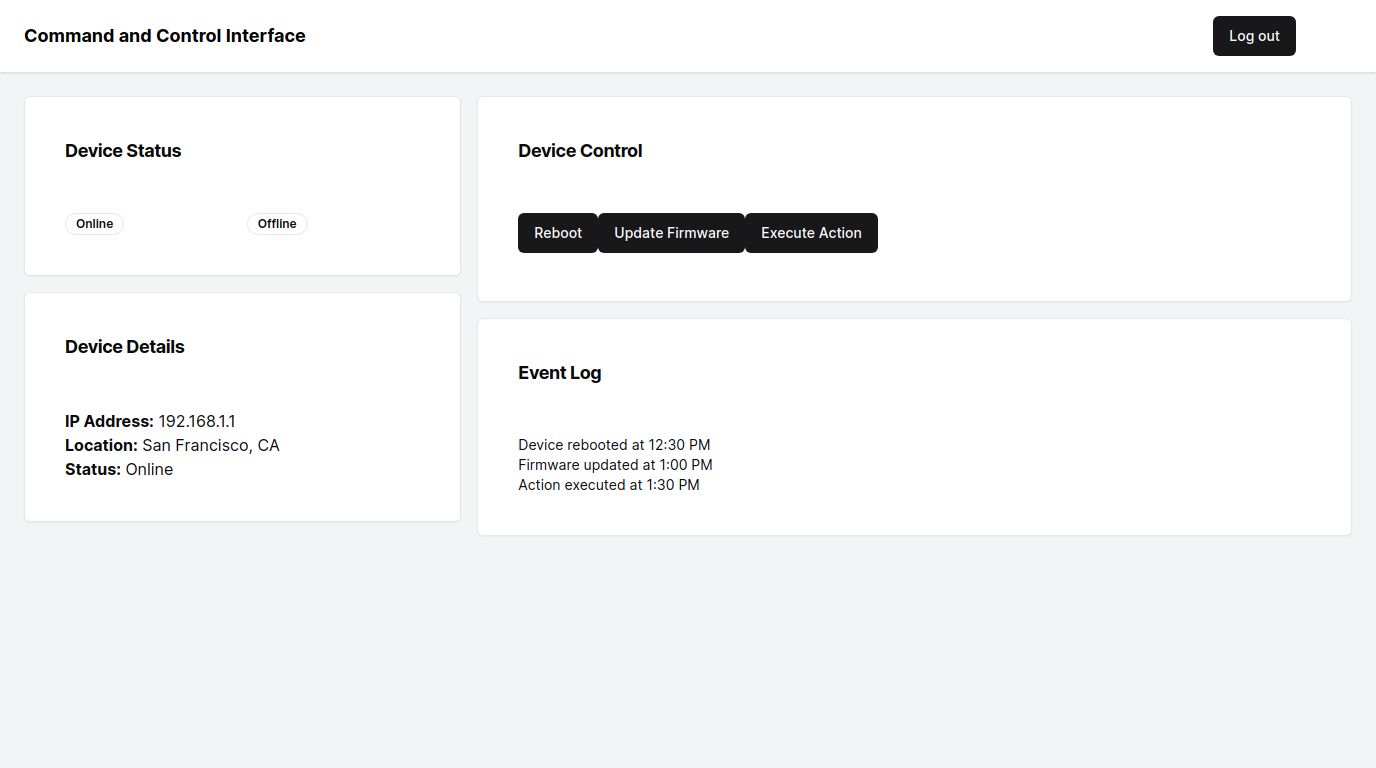 Command and Control Interface
Log out
Device Status
Online Offline
Device Details
IP Address: 192.168.1.1
Location: San Francisco, CA
Status: Online
Device Control
Reboot Update Firmware Execute Action
Event Log
Device rebooted at 12:30 PM
Firmware updated at 1:00 PM
Action executed at 1:30 PM